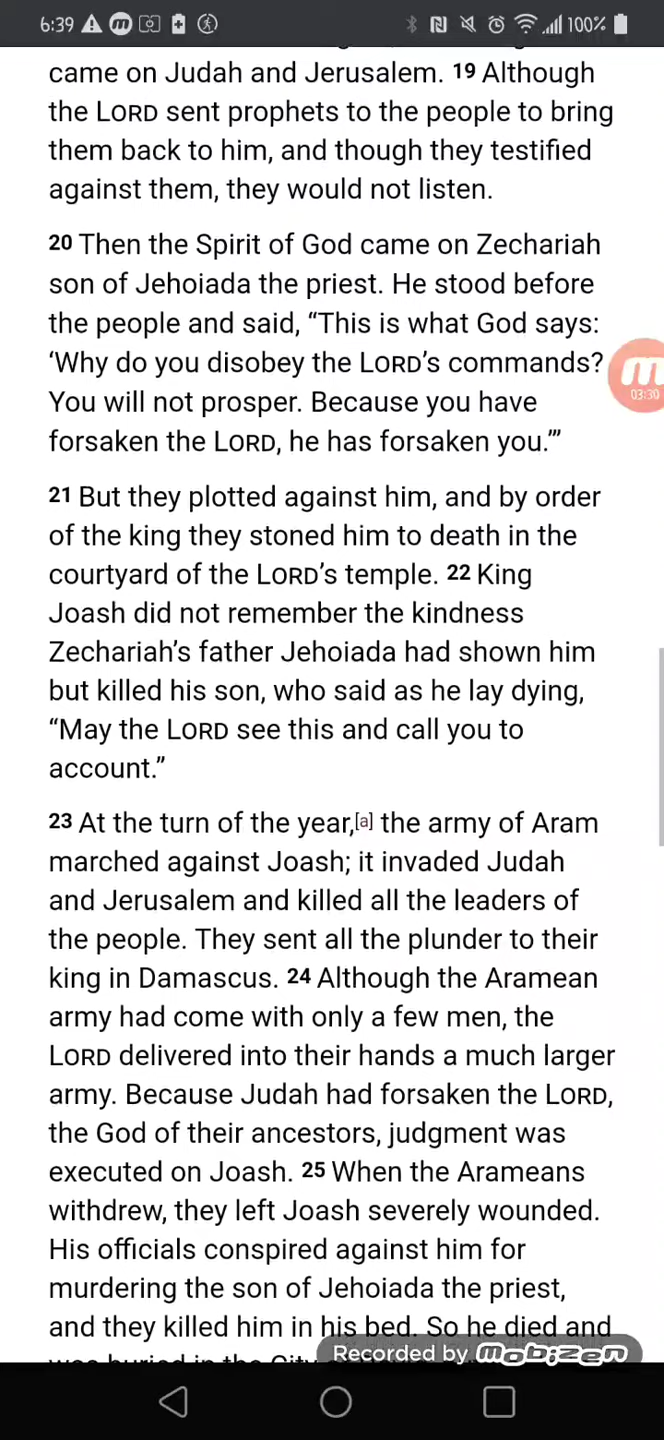 6:39 100%
came on Judah and Jerusalem. 19 Although
the LORD sent prophets to the people to bring
them back to him, and though they testified
against them, they would not listen.
20 Then the Spirit of God came on Zechariah
son of Jehoiada the priest. He stood before
the people and said, “This is what God says:
‘Why do you disobey the LORD’s commands?
You will not prosper. Because you have
forsaken the LORD, he has forsaken you.’”
03:30
21 But they plotted against him, and by order
of the king they stoned him to death in the
courtyard of the LORD’s temple. 22 King
Joash did not remember the kindness
Zechariah’s father Jehoiada had shown him
but killed his son, who said as he lay dying,
“May the LORD see this and call you to
account.”
23 At the turn of the year,[a] the army of Aram
marched against Joash; it invaded Judah
and Jerusalem and killed all the leaders of
the people. They sent all the plunder to their
king in Damascus. 24 Although the Aramean
army had come with only a few men, the
LORD delivered into their hands a much larger
army. Because Judah had forsaken the LORD,
the God of their ancestors, judgment was
executed on Joash. 25 When the Arameans
withdrew, they left Joash severely wounded.
His officials conspired against him for
murdering the son of Jehoiada the priest,
and they killed him in his bed. So he died and
was buried in the City
Recorded by Mobizen